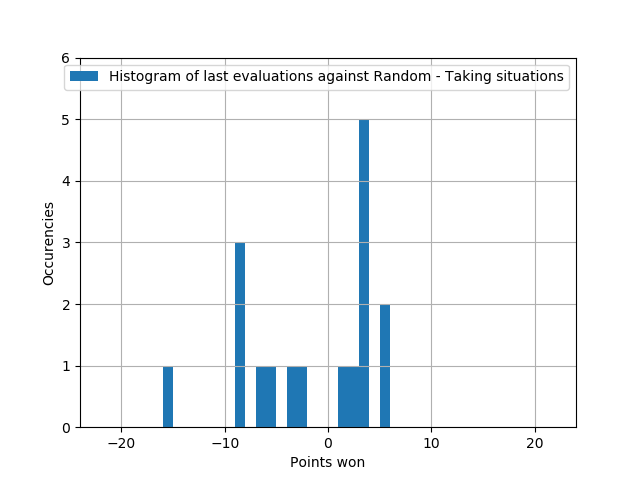 Histogram of last evaluations against Random - Taking situations
6
5
4
3
2
1
0
Occurencies
−20 −10 0 10 20
Points won